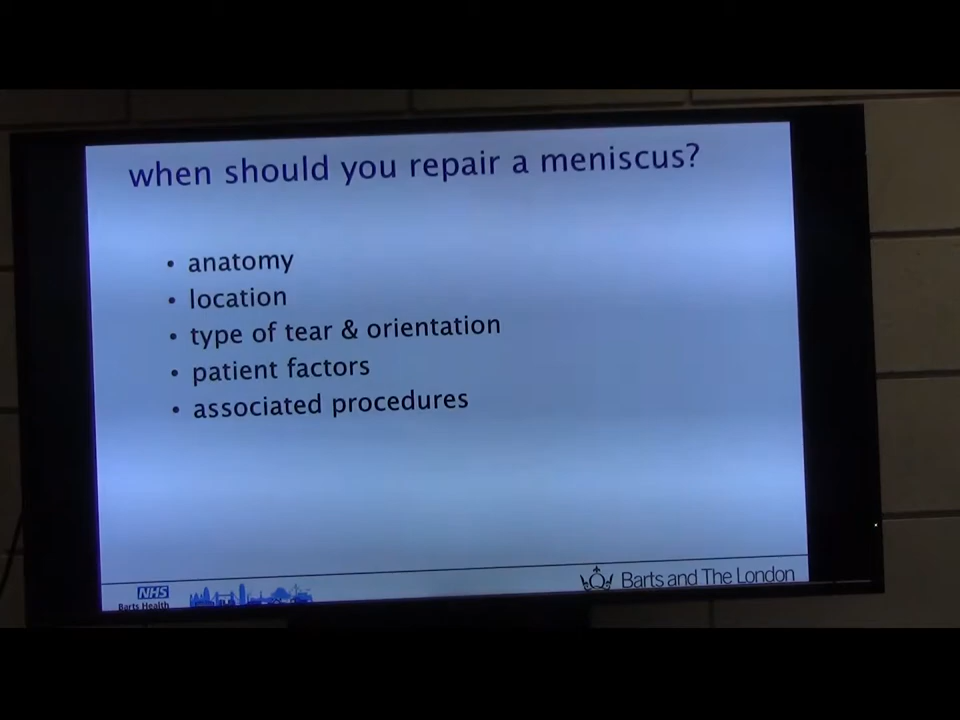 when should you repair a meniscus?
• anatomy
• location
• type of tear & orientation
• patient factors
• associated procedures
NHS
Barts Health
Barts and The London